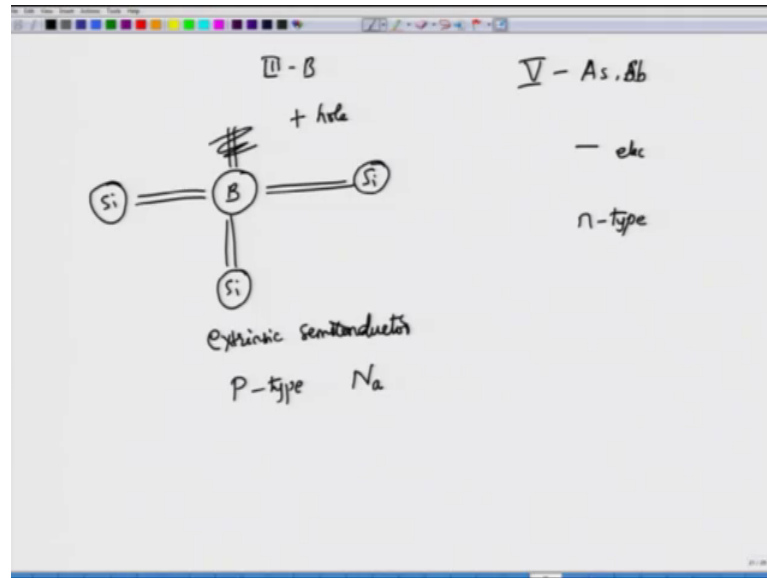 III - B
+ hole
Si B Si
Si
extrinsic semiconductor
P-type Na
V - As, Sb
- elec
n-type